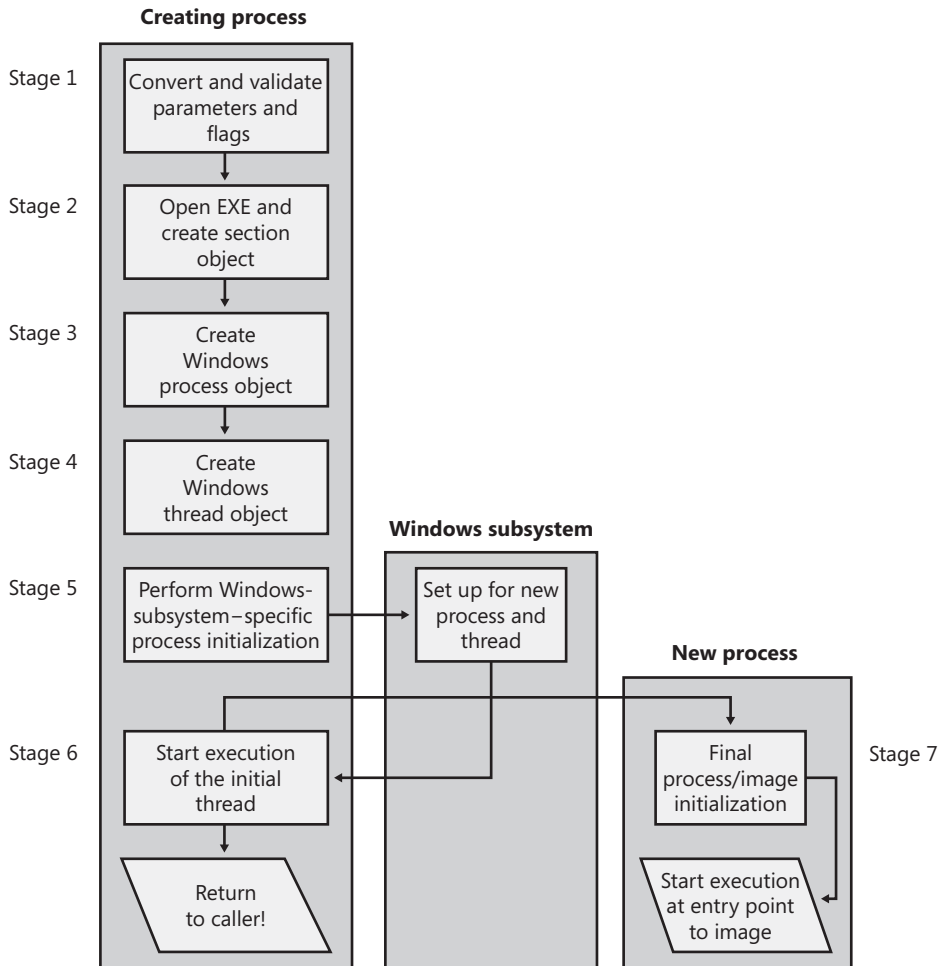 Creating process
Stage 1
Convert and validate
parameters and
flags
Stage 2
Open EXE and
create section
object
Stage 3
Create
Windows
process object
Stage 4
Create
Windows
thread object
Windows subsystem
Stage 5
Perform Windows-
subsystem–specific
process initialization
Set up for new
process and
thread
New process
Stage 6
Start execution
of the initial
thread
Final
process/image
initialization
Stage 7
Return
to caller!
Start execution
at entry point
to image